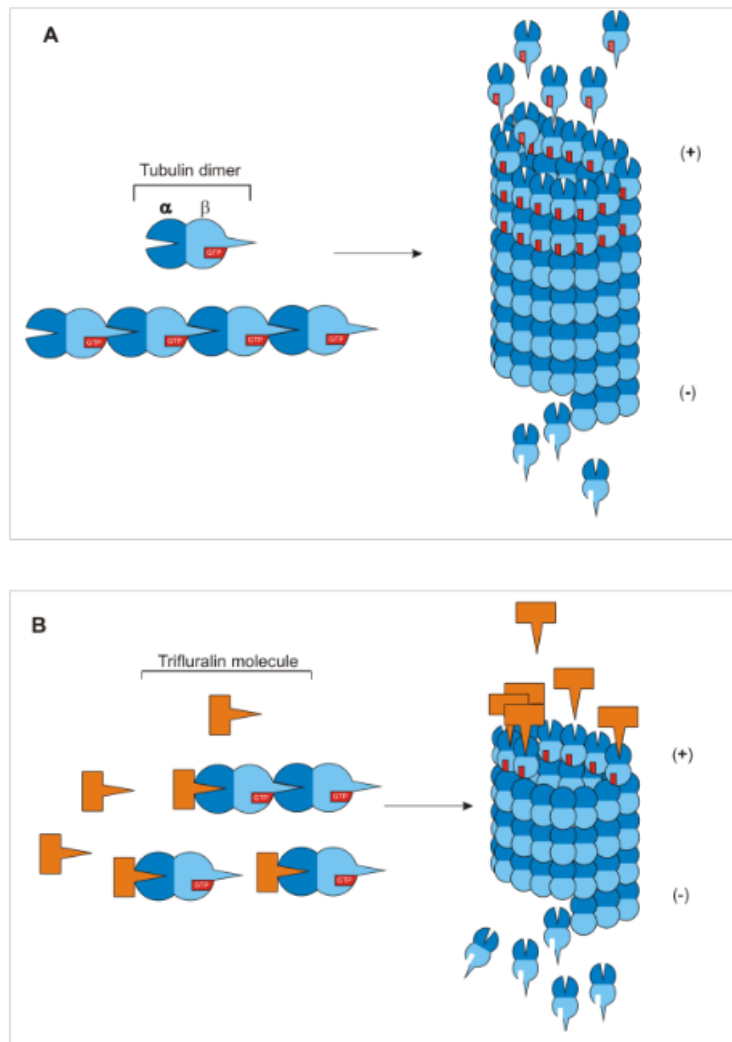 A
Tubulin dimer
α β
GTP
GTP GTP GTP GTP
(+)
(-)
B
Trifluralin molecule
GTP GTP
GTP GTP
(+)
(-)